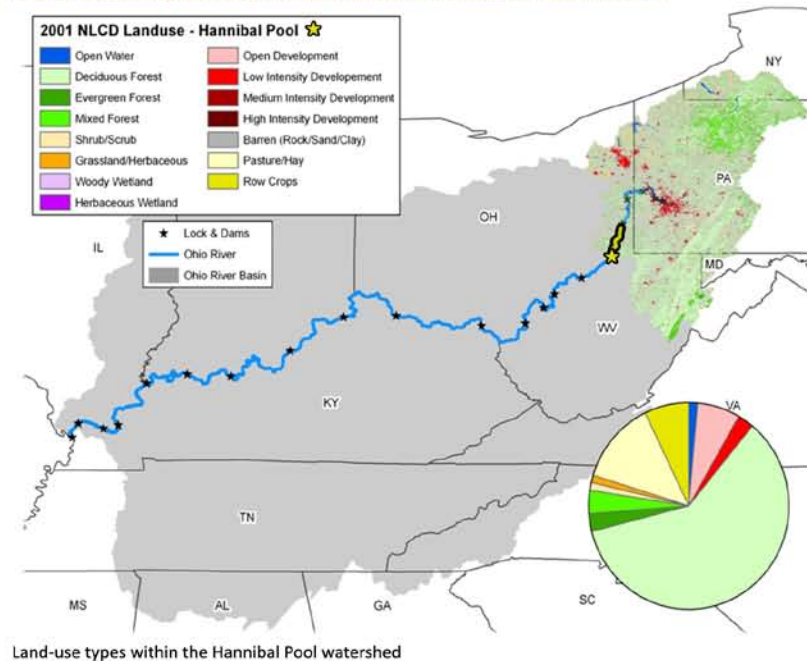 2001 NLCD Landuse - Hannibal Pool
Open Water
Open Development
Deciduous Forest
Low Intensity Developement
Evergreen Forest
Medium Intensity Development
Mixed Forest
High Intensity Development
Shrub/Scrub
Barren (Rock/Sand/Clay)
Grassland/Herbaceous
Pasture/Hay
Woody Wetland
Row Crops
Herbaceous Wetland
NY
PA
OH
IL
Lock & Dams
Ohio River
Ohio River Basin
MD
WV
KY
VA
TN
MS
AL
GA
SC
Land-use types within the Hannibal Pool watershed